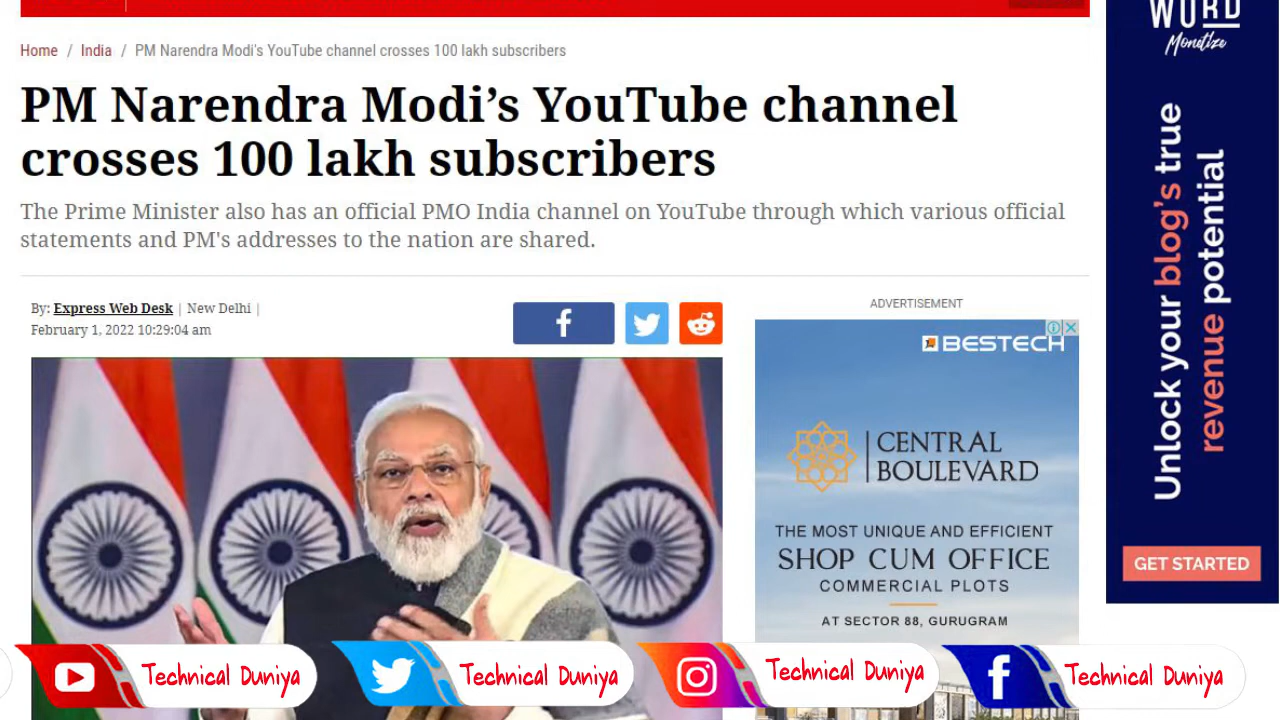 Home / India / PM Narendra Modi's YouTube channel crosses 100 lakh subscribers
PM Narendra Modi’s YouTube channel
crosses 100 lakh subscribers
The Prime Minister also has an official PMO India channel on YouTube through which various official
statements and PM's addresses to the nation are shared.
By: Express Web Desk | New Delhi |
February 1, 2022 10:29:04 am
ADVERTISEMENT
BESTECH
CENTRAL
BOULEVARD
THE MOST UNIQUE AND EFFICIENT
SHOP CUM OFFICE
COMMERCIAL PLOTS
AT SECTOR 88, GURUGRAM
WORD
Monetize
Unlock your blog's true
revenue potential
GET STARTED
Technical Duniya
Technical Duniya
Technical Duniya
Technical Duniya